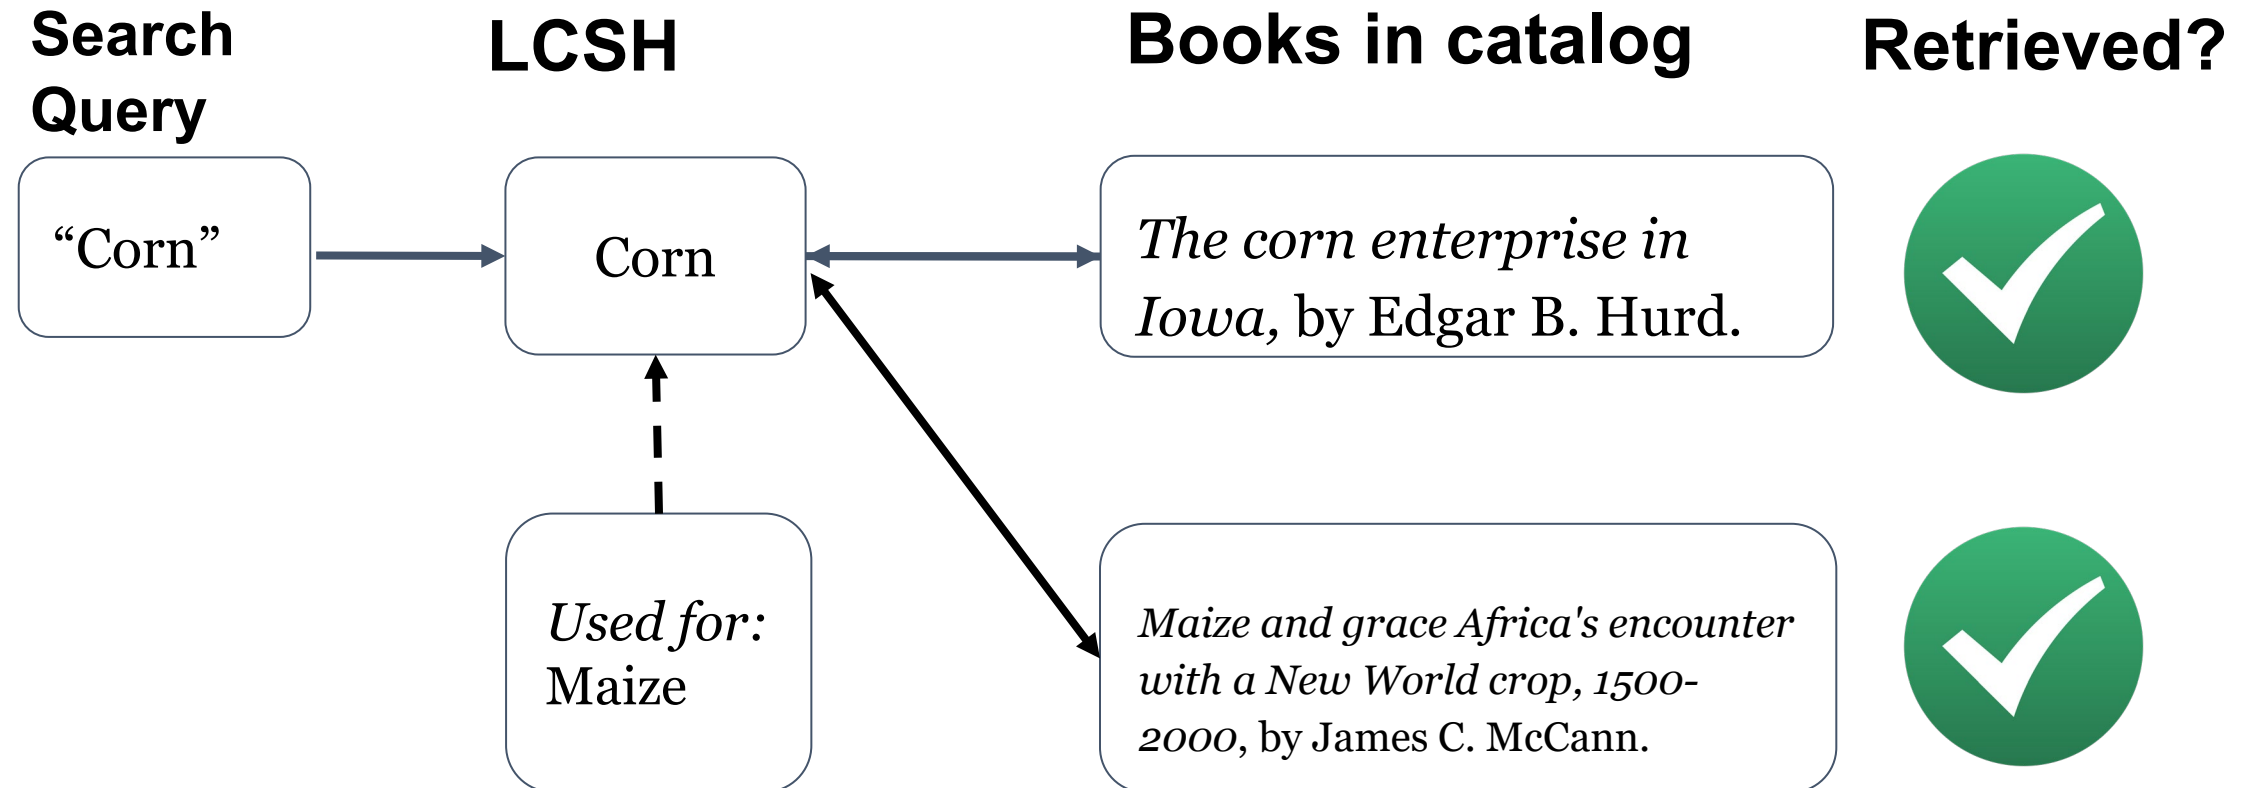 Search
Query
LCSH
Books in catalog
Retrieved?
“Corn”
Corn
The corn enterprise in
Iowa, by Edgar B. Hurd.
Used for:
Maize
Maize and grace Africa's encounter
with a New World crop, 1500-
2000, by James C. McCann.